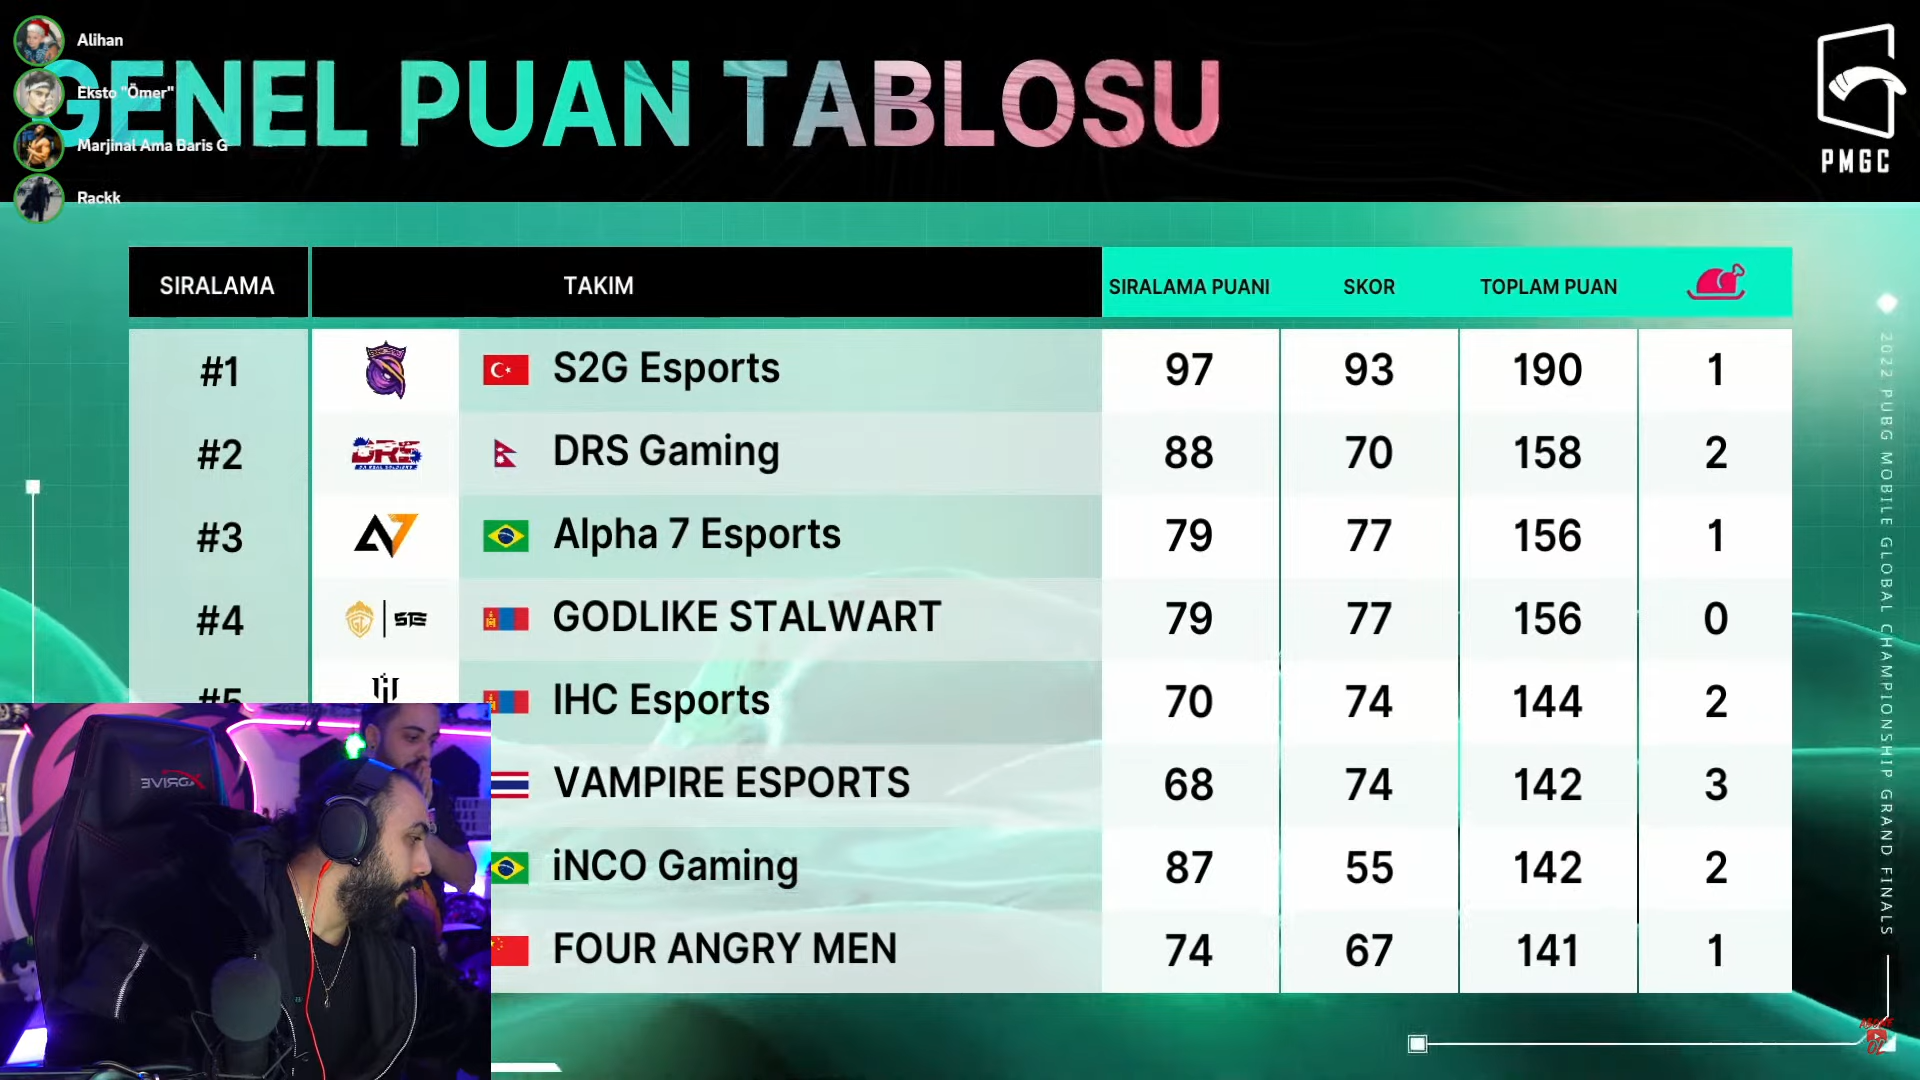 Alihan
GENEL PUAN TABLOSU
Eksto "Ömer"
Marjinal Ama Baris G
Rackk
PMGC
SIRALAMA TAKIM SIRALAMA PUANI SKOR TOPLAM PUAN
#1 S2G Esports 97 93 190 1
#2 DRS DRS Gaming 88 70 158 2
#3 A7 Alpha 7 Esports 79 77 156 1
#4 GODLIKE STALWART 79 77 156 0
#5 IHC Esports 70 74 144 2
VAMPIRE ESPORTS 68 74 142 3
iNCO Gaming 87 55 142 2
FOUR ANGRY MEN 74 67 141 1
2022 PUBG MOBILE GLOBAL CHAMPIONSHIP GRAND FINALS
XDRIVE